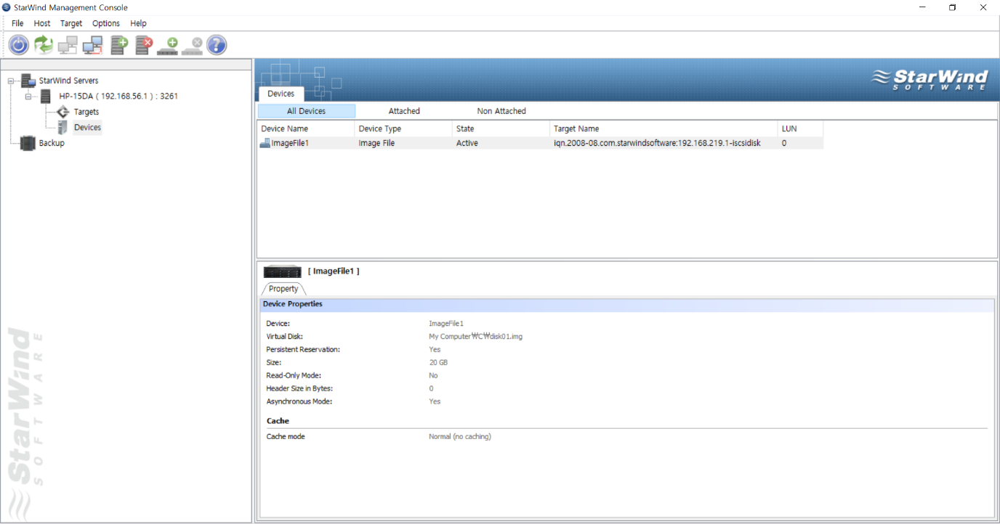 StarWind Management Console
File Host Target Options Help
StarWind Servers
HP-15DA ( 192.168.56.1 ) : 3261
Targets
Devices
Backup
StarWind
SOFTWARE
Devices
StarWind
SOFTWARE
All Devices Attached Non Attached
Device Name Device Type State Target Name LUN
ImageFile1 Image File Active iqn.2008-08.com.starwindsoftware:192.168.219.1-iscsidisk 0
[ ImageFile1 ]
Property
Device Properties
Device: ImageFile1
Virtual Disk: My Computer₩C₩disk01.img
Persistent Reservation: Yes
Size: 20 GB
Read-Only Mode: No
Header Size in Bytes: 0
Asynchronous Mode: Yes
Cache
Cache mode Normal (no caching)